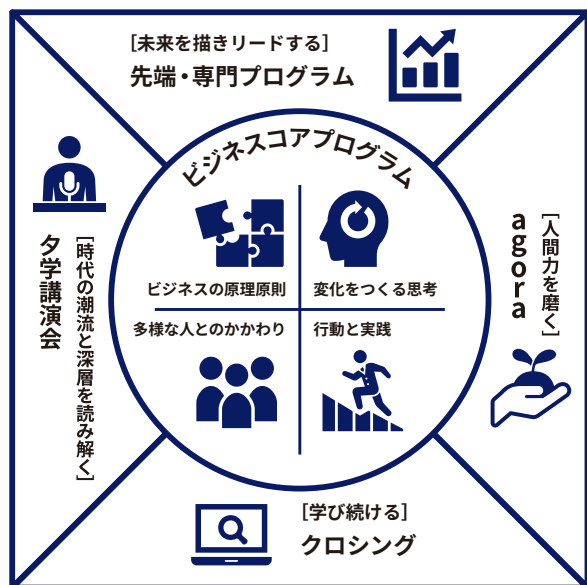 ［未来を描きリードする］
先端・専門プログラム
ビジネスコアプログラム
ビジネスの原理原則
変化をつくる思考
多様な人とのかかわり
行動と実践
［時代の潮流と深層を読み解く］
夕学講演会
［人間力を磨く］
agora
［学び続ける］
クロシング